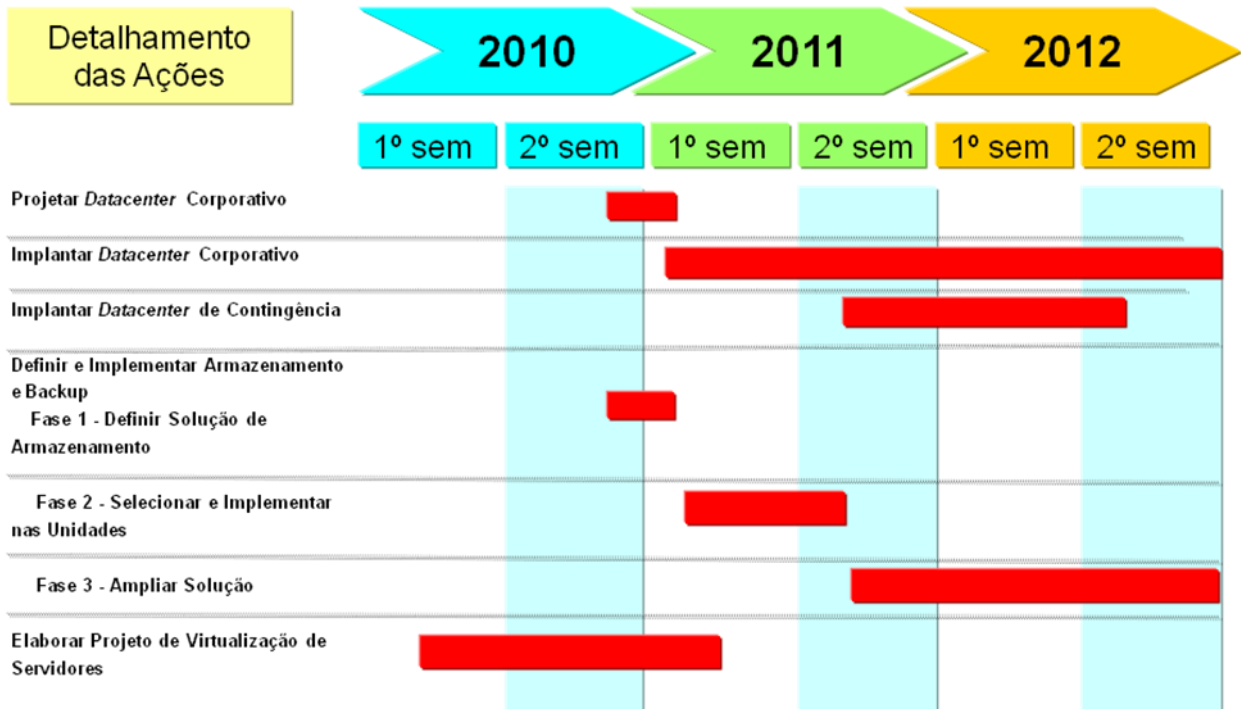 Detalhamento
das Ações
2010
2011
2012
1º sem
2º sem
1º sem
2º sem
1º sem
2º sem
Projetar Datacenter Corporativo
Implantar Datacenter Corporativo
Implantar Datacenter de Contingência
Definir e Implementar Armazenamento
e Backup
Fase 1 - Definir Solução de
Armazenamento
Fase 2 - Selecionar e Implementar
nas Unidades
Fase 3 - Ampliar Solução
Elaborar Projeto de Virtualização de
Servidores